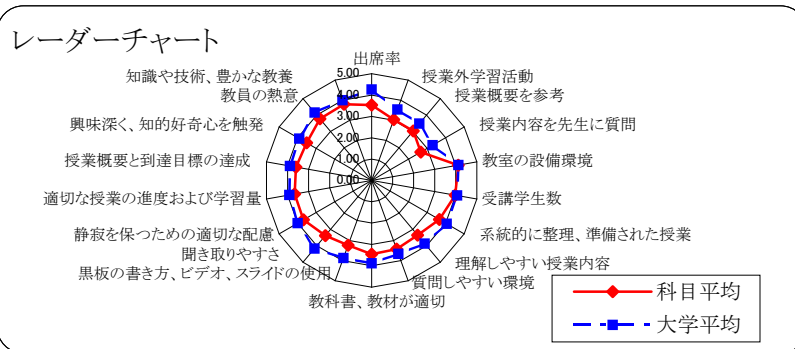 レーダーチャート
出席率
授業外学習活動
授業概要を参考
授業内容を先生に質問
教室の設備環境
受講学生数
系統的に整理、準備された授業
理解しやすい授業内容
質問しやすい環境
教科書、教材が適切
黒板の書き方、ビデオ、スライドの使用
聞き取りやすさ
静寂を保つための適切な配慮
適切な授業の進度および学習量
授業概要と到達目標の達成
興味深く、知的好奇心を触発
教員の熱意
知識や技術、豊かな教養
5.00
4.00
3.00
2.00
1.00
0.00
科目平均
大学平均